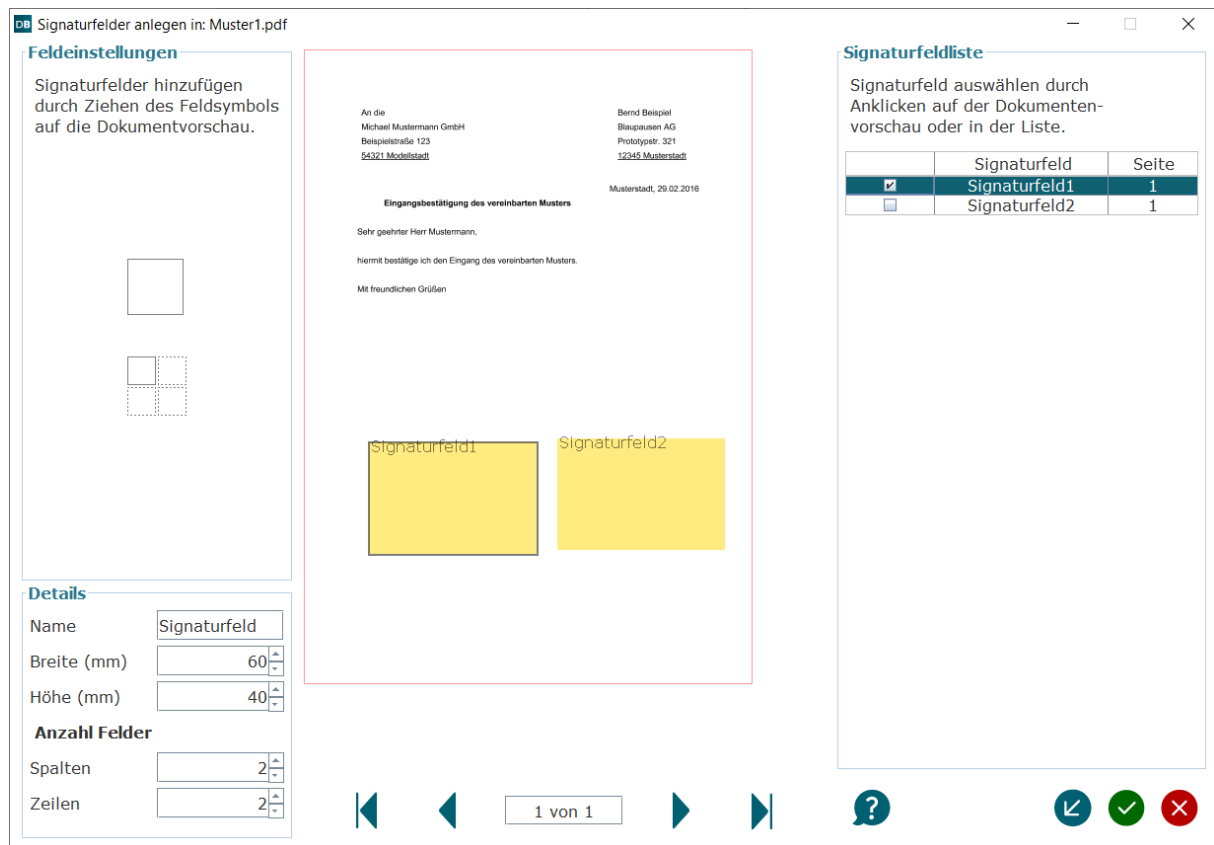 DB Signaturfelder anlegen in: Muster1.pdf
Feldeinstellungen
Signaturfelder hinzufügen
durch Ziehen des Feldsymbols
auf die Dokumentvorschau.
Details
Name Signaturfeld
Breite (mm) 60
Höhe (mm) 40
Anzahl Felder
Spalten 2
Zeilen 2
An die Bernd Beispiel
Michael Mustermann GmbH Blaupausen AG
Beispielstraße 123 Prototypstr. 321
54321 Modellstadt 12345 Musterstadt
Musterstadt, 29.02.2016
Eingangsbestätigung des vereinbarten Musters
Sehr geehrter Herr Mustermann,
hiermit bestätige ich den Eingang des vereinbarten Musters.
Mit freundlichen Grüßen
Signaturfeld1 Signaturfeld2
1 von 1
Signaturfeldliste
Signaturfeld auswählen durch
Anklicken auf der Dokumenten-
vorschau oder in der Liste.
Signaturfeld Seite
Signaturfeld1 1
Signaturfeld2 1
?